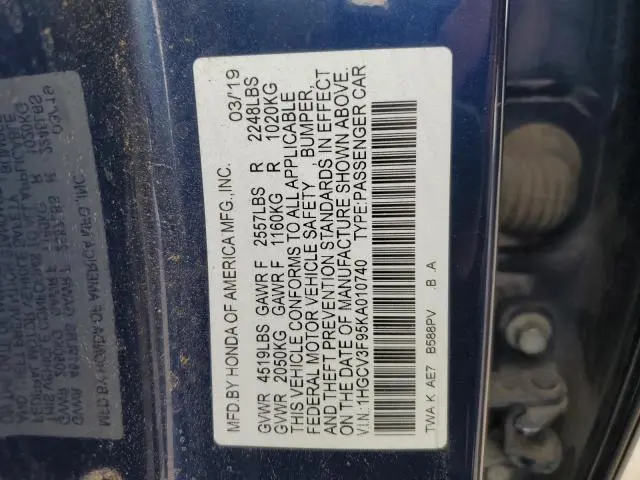 MFD.BY HONDA OF AMERICA MFG.,INC. 03/19
GVWR 4519LBS GAWR F 2557LBS R 2248LBS
GVWR 2050KG GAWR F 1160KG R 1020KG
THIS VEHICLE CONFORMS TO ALL APPLICABLE
FEDERAL MOTOR VEHICLE SAFETY , BUMPER,
AND THEFT PREVENTION STANDARDS IN EFFECT
ON THE DATE OF MANUFACTURE SHOWN ABOVE.
V.I.N.: 1HGCV3F95KA010740 TYPE:PASSENGER CAR
TWA K AE7 B588PV .B .A